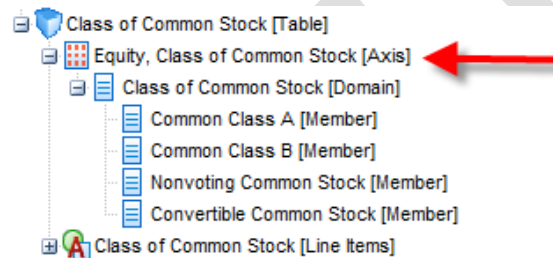 Class of Common Stock [Table]
Equity, Class of Common Stock [Axis]
Class of Common Stock [Domain]
Common Class A [Member]
Common Class B [Member]
Nonvoting Common Stock [Member]
Convertible Common Stock [Member]
A Class of Common Stock [Line Items]